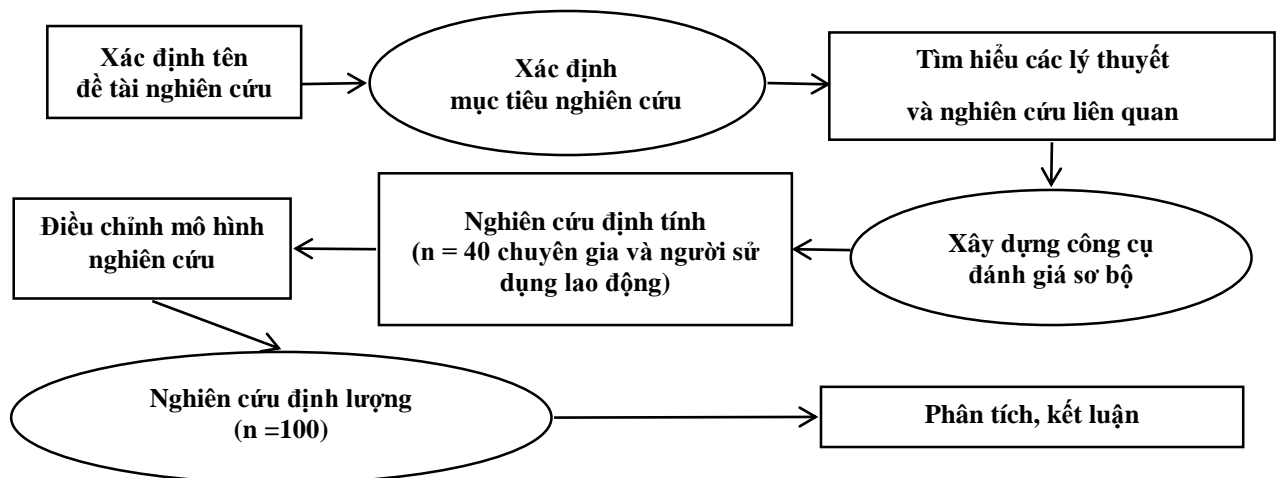 Xác định tên
đề tài nghiên cứu
Xác định
mục tiêu nghiên cứu
Tìm hiểu các lý thuyết
và nghiên cứu liên quan
Xây dựng công cụ
đánh giá sơ bộ
Nghiên cứu định tính
(n = 40 chuyên gia và người sử
dụng lao động)
Điều chỉnh mô hình
nghiên cứu
Nghiên cứu định lượng
(n =100)
Phân tích, kết luận